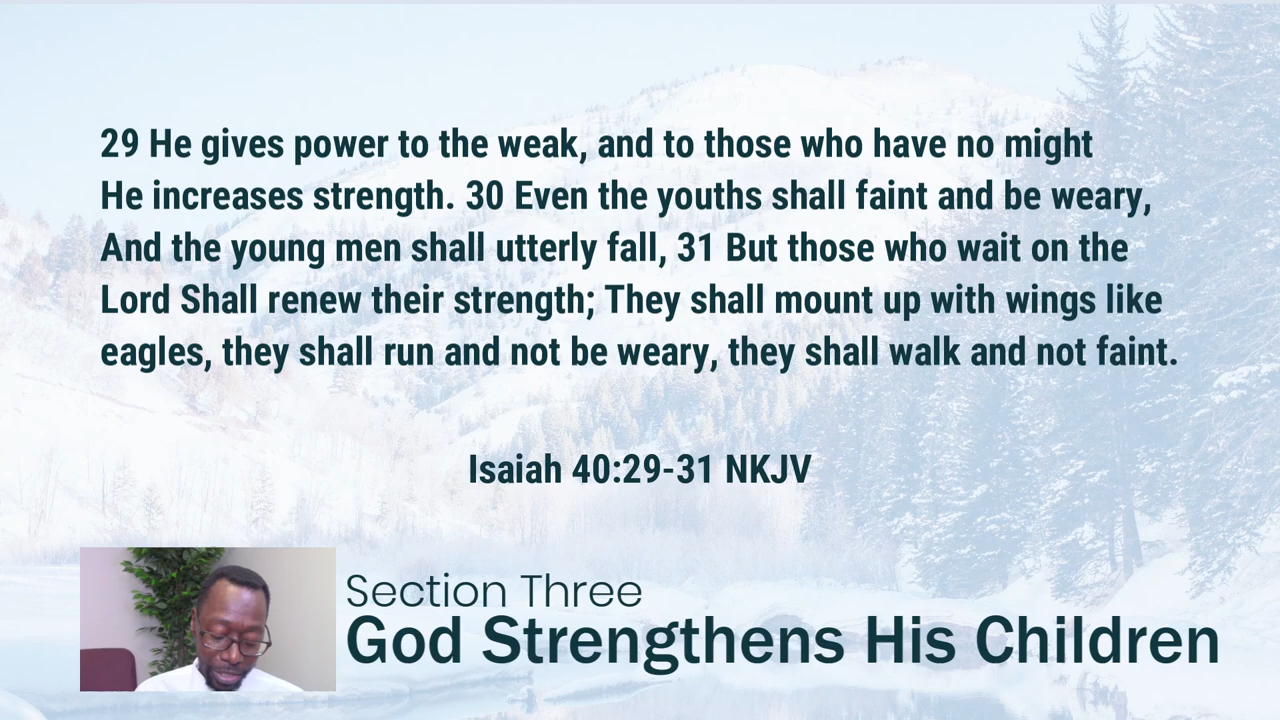 29 He gives power to the weak, and to those who have no might
He increases strength. 30 Even the youths shall faint and be weary,
And the young men shall utterly fall, 31 But those who wait on the
Lord Shall renew their strength; They shall mount up with wings like
eagles, they shall run and not be weary, they shall walk and not faint.
Isaiah 40:29-31 NKJV
Section Three
God Strengthens His Children